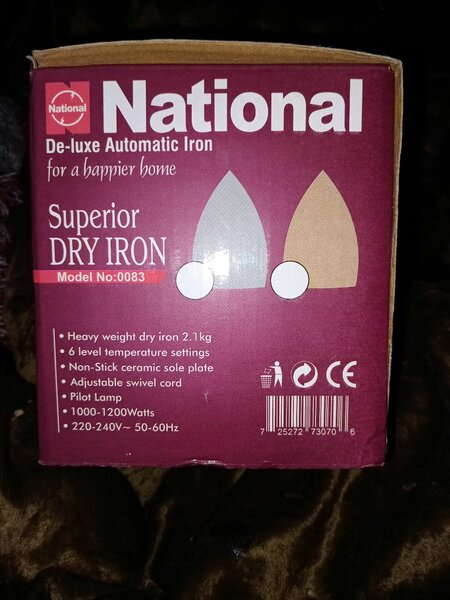 National
National
De-luxe Automatic Iron
for a happier home
Superior
DRY IRON
Model No:0083
• Heavy weight dry iron 2.1kg
• 6 level temperature settings
• Non-Stick ceramic sole plate
• Adjustable swivel cord
• Pilot Lamp
• 1000-1200Watts
• 220-240V~ 50-60Hz
CE
7 25272 73070 6